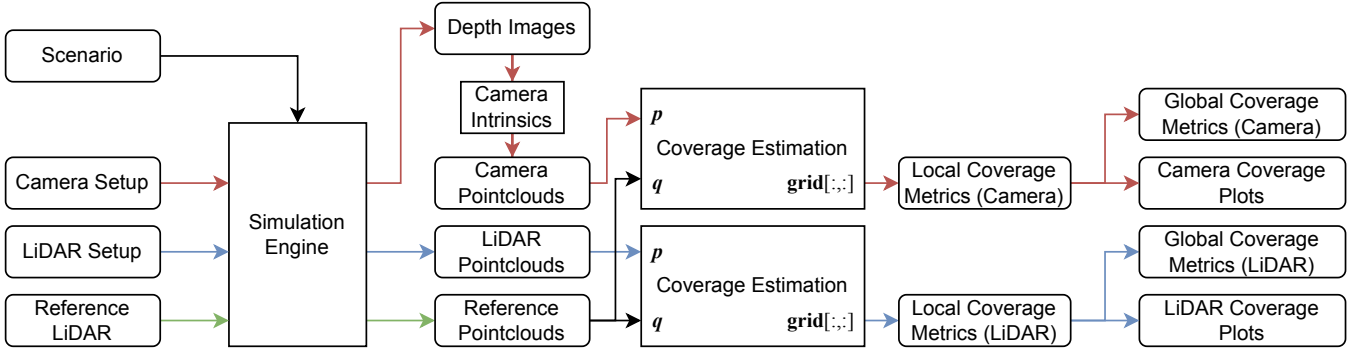 Scenario
Camera Setup
LiDAR Setup
Reference
LiDAR
Simulation
Engine
Depth Images
Camera
Intrinsics
Camera
Pointclouds
LiDAR
Pointclouds
Reference
Pointclouds
p
Coverage Estimation
q grid[:,:]
p
Coverage Estimation
q grid[:,:]
Local Coverage
Metrics (Camera)
Local Coverage
Metrics (LiDAR)
Global Coverage
Metrics (Camera)
Camera Coverage
Plots
Global Coverage
Metrics (LiDAR)
LiDAR Coverage
Plots